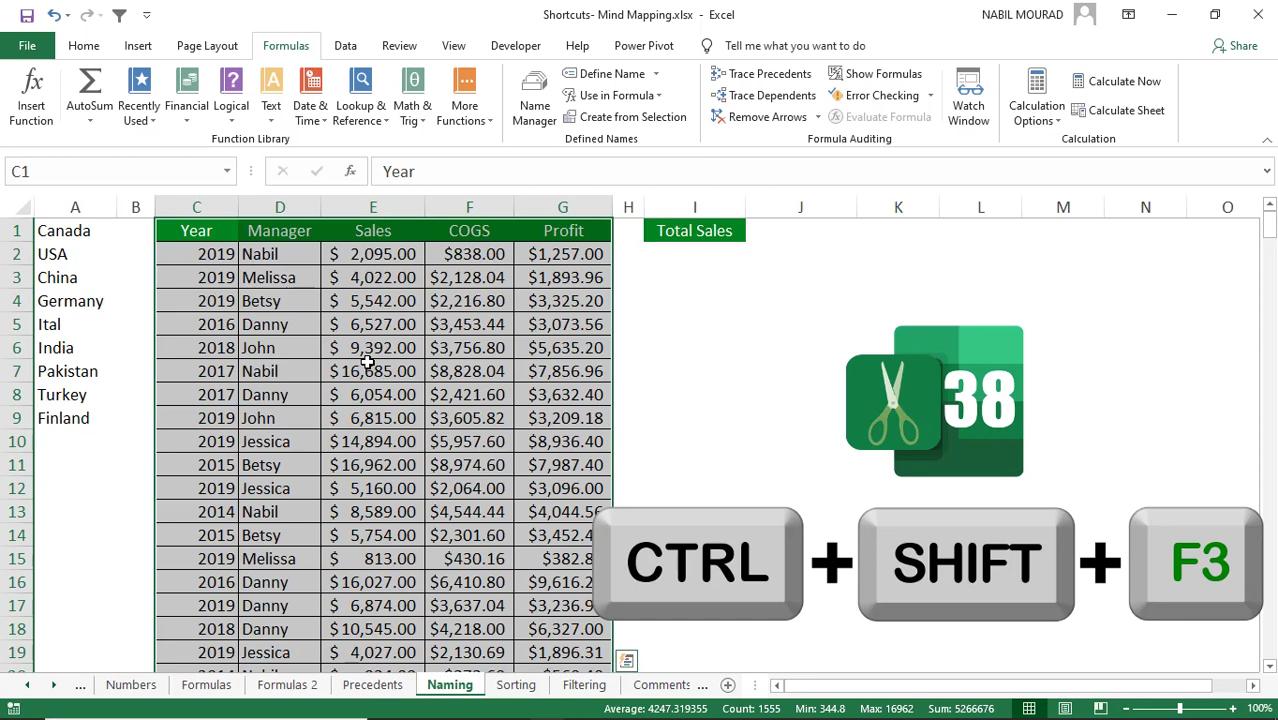 Shortcuts- Mind Mapping.xlsx - Excel NABIL MOURAD
File Home Insert Page Layout Formulas Data Review View Developer Help Power Pivot Tell me what you want to do Share
Insert Function AutoSum Recently Used Financial Logical Text Date & Time Lookup & Reference Math & Trig More Functions
Function Library
Name Manager Define Name Use in Formula Create from Selection
Defined Names
Trace Precedents Trace Dependents Remove Arrows Show Formulas Error Checking Evaluate Formula
Formula Auditing
Watch Window
Calculation Options Calculate Now Calculate Sheet
Calculation
C1 fx Year
A B C D E F G H I J K L M N O
1 Canada Year Manager Sales COGS Profit Total Sales
2 USA 2019 Nabil $ 2,095.00 $838.00 $1,257.00
3 China 2019 Melissa $ 4,022.00 $2,128.04 $1,893.96
4 Germany 2019 Betsy $ 5,542.00 $2,216.80 $3,325.20
5 Ital 2016 Danny $ 6,527.00 $3,453.44 $3,073.56
6 India 2018 John $ 9,392.00 $3,756.80 $5,635.20
7 Pakistan 2017 Nabil $16,685.00 $8,828.04 $7,856.96
8 Turkey 2017 Danny $ 6,054.00 $2,421.60 $3,632.40
9 Finland 2019 John $ 6,815.00 $3,605.82 $3,209.18
10 2019 Jessica $14,894.00 $5,957.60 $8,936.40
11 2015 Betsy $16,962.00 $8,974.60 $7,987.40
12 2019 Jessica $ 5,160.00 $2,064.00 $3,096.00
13 2014 Nabil $ 8,589.00 $4,544.44 $4,044.56
14 2015 Betsy $ 5,754.00 $2,301.60 $3,452.4
15 2019 Melissa $ 813.00 $430.16 $382.8
16 2016 Danny $16,027.00 $6,410.80 $9,616.2
17 2019 Danny $ 6,874.00 $3,637.04 $3,236.9
18 2018 Danny $10,545.00 $4,218.00 $6,327.00
19 2019 Jessica $ 4,027.00 $2,130.69 $1,896.31
38
CTRL + SHIFT + F3
... Numbers Formulas Formulas 2 Precedents Naming Sorting Filtering Comments ...
Average: 4247.319355 Count: 1555 Min: 344.8 Max: 16962 Sum: 5266676 100%